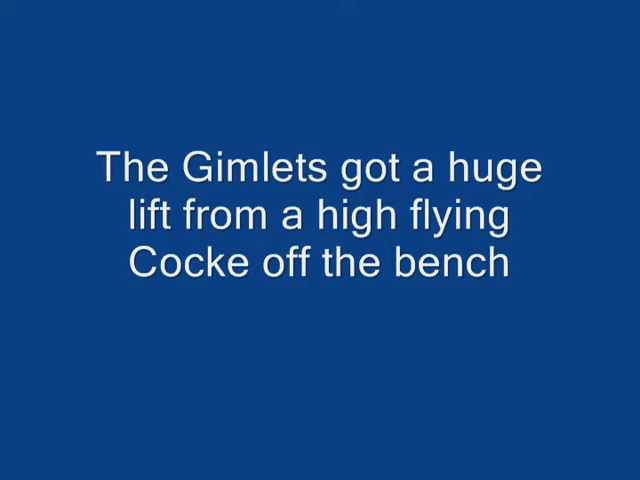 The Gimlets got a huge
lift from a high flying
Cocke off the bench